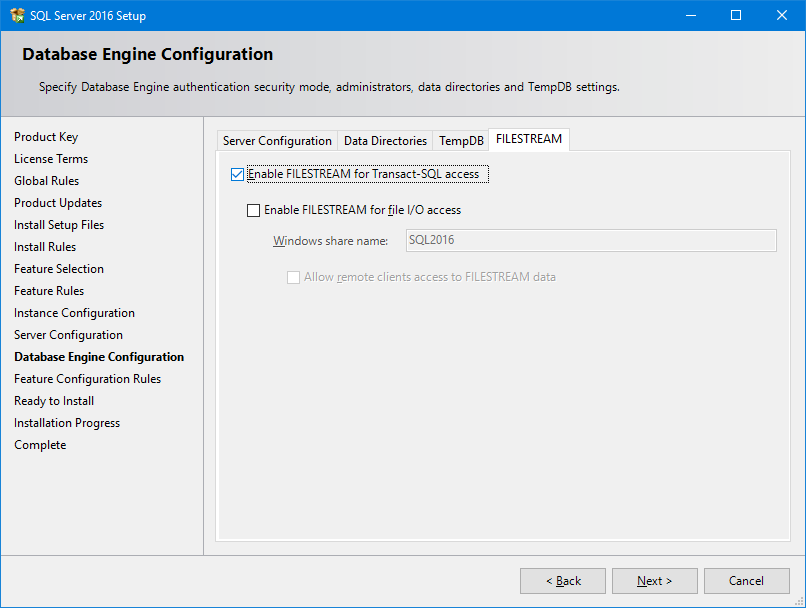 SQL Server 2016 Setup
Database Engine Configuration
Specify Database Engine authentication security mode, administrators, data directories and TempDB settings.
Product Key
License Terms
Global Rules
Product Updates
Install Setup Files
Install Rules
Feature Selection
Feature Rules
Instance Configuration
Server Configuration
Database Engine Configuration
Feature Configuration Rules
Ready to Install
Installation Progress
Complete
Server Configuration Data Directories TempDB FILESTREAM
Enable FILESTREAM for Transact-SQL access
Enable FILESTREAM for file I/O access
Windows share name: SQL2016
Allow remote clients access to FILESTREAM data
< Back Next > Cancel